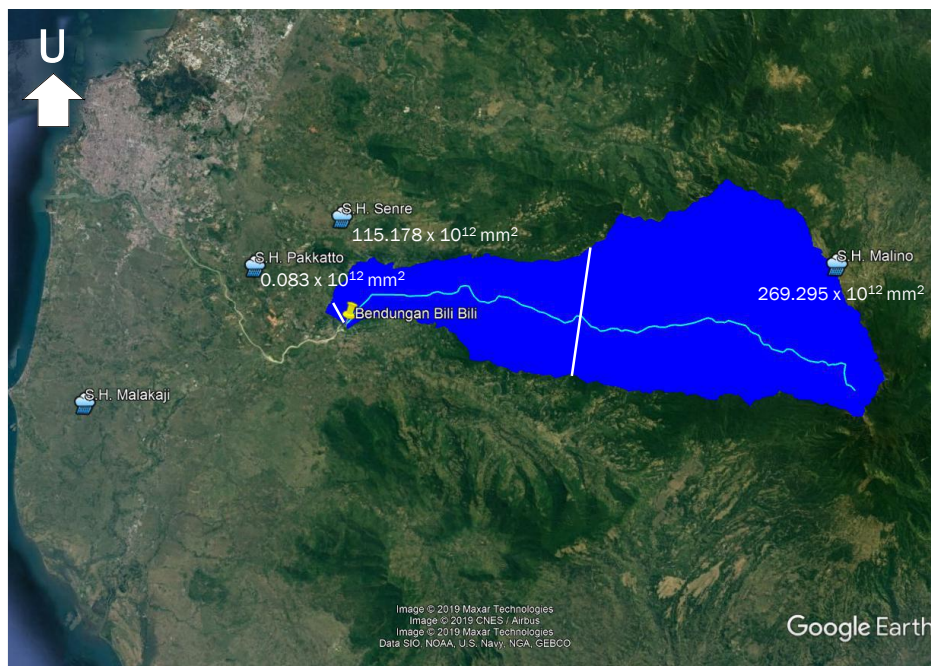 U
S.H. Senre
115.178 x 10¹² mm²
S.H. Pakkatto
0.083 x 10¹² mm²
S.H. Malino
269.295 x 10¹² mm²
Bendungan Bili Bili
S.H. Malakaji
Image © 2019 Maxar Technologies
Image © 2019 CNES / Airbus
Image © 2019 Maxar Technologies
Data SIO, NOAA, U.S. Navy, NGA, GEBCO
Google Earth